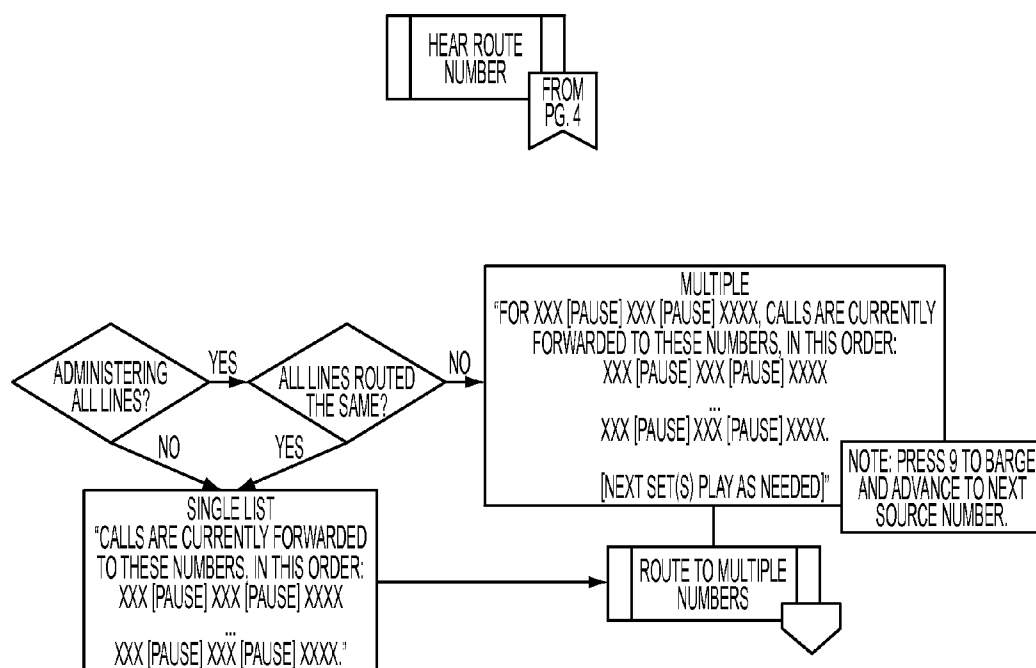 HEAR ROUTE
NUMBER
FROM
PG. 4
ADMINISTERING
ALL LINES?
YES
NO
ALL LINES ROUTED
THE SAME?
NO
YES
MULTIPLE
"FOR XXX [PAUSE] XXX [PAUSE] XXXX, CALLS ARE CURRENTLY
FORWARDED TO THESE NUMBERS, IN THIS ORDER:
XXX [PAUSE] XXX [PAUSE] XXXX
...
XXX [PAUSE] XXX [PAUSE] XXXX.
[NEXT SET(S) PLAY AS NEEDED]"
NOTE: PRESS 9 TO BARGE
AND ADVANCE TO NEXT
SOURCE NUMBER.
SINGLE LIST
"CALLS ARE CURRENTLY FORWARDED
TO THESE NUMBERS. IN THIS ORDER:
XXX [PAUSE] XXX [PAUSE] XXXX
...
XXX [PAUSE] XXX [PAUSE] XXXX."
ROUTE TO MULTIPLE
NUMBERS